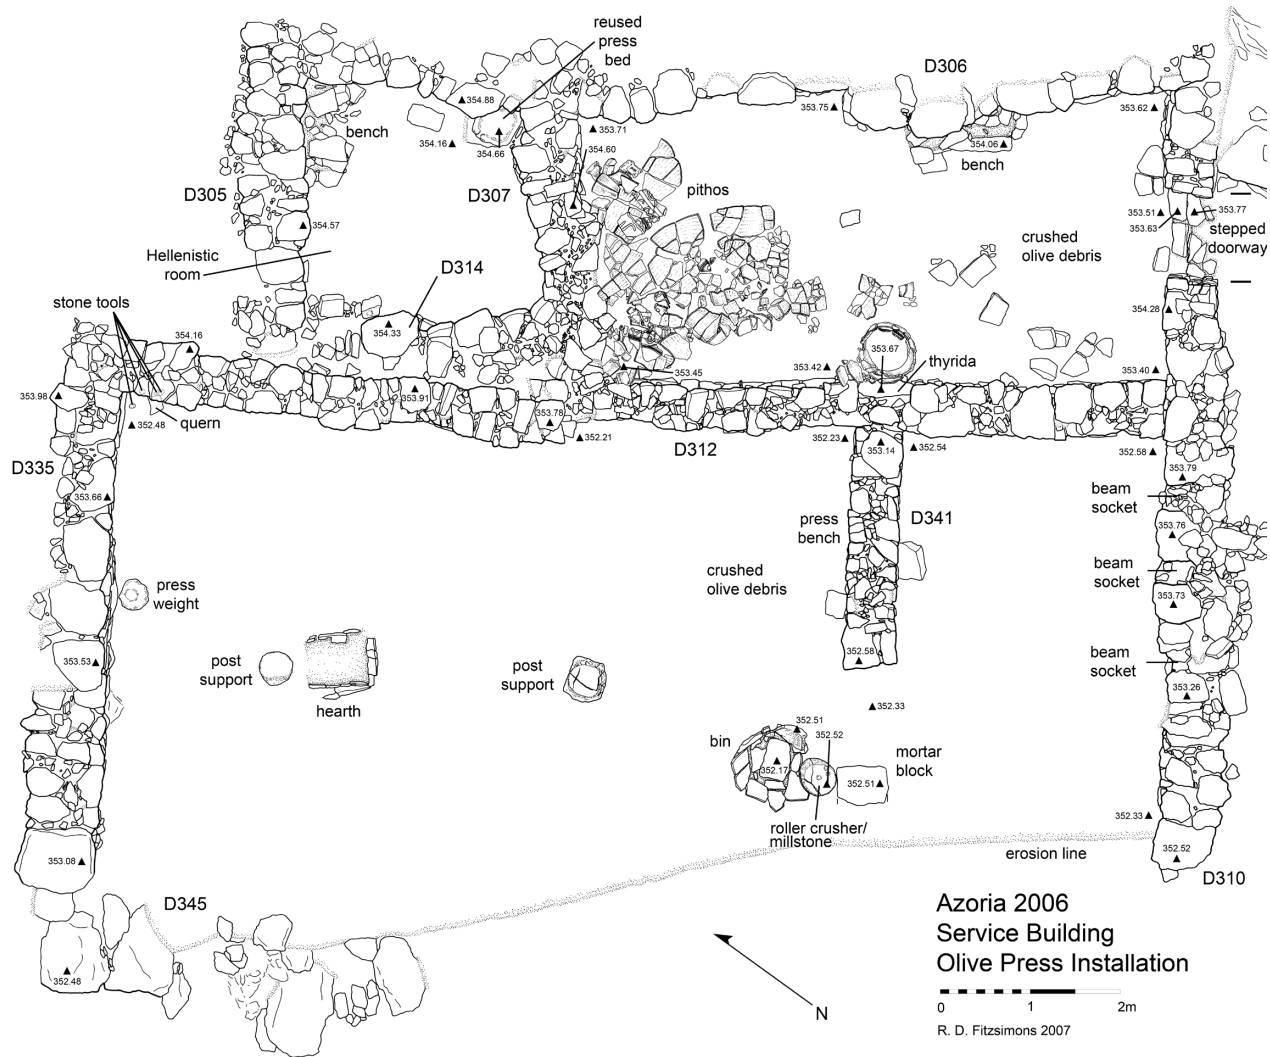 reused
press
bed
D306
354.88
353.75
353.62
bench
353.71
354.16
354.66
354.60
354.06
bench
D305
D307
pithos
353.51
353.77
353.63
stepped
doorway
354.57
Hellenistic
room
crushed
olive debris
D314
stone tools
354.28
354.16
354.33
353.67
thyrida
353.45
353.42
353.40
353.98
353.91
quern
352.48
353.78
352.21
D312
352.23
353.14
352.54
352.58
D335
353.79
353.66
beam
socket
353.76
press
bench
D341
beam
socket
crushed
olive debris
press
weight
353.73
353.53
post
support
hearth
post
support
352.58
beam
socket
353.26
352.33
352.51
bin
352.52
352.17
mortar
block
352.51
roller crusher/
millstone
352.33
erosion line
353.08
352.52
D310
D345
352.48
N
Azoria 2006
Service Building
Olive Press Installation
0 1 2m
R. D. Fitzsimons 2007